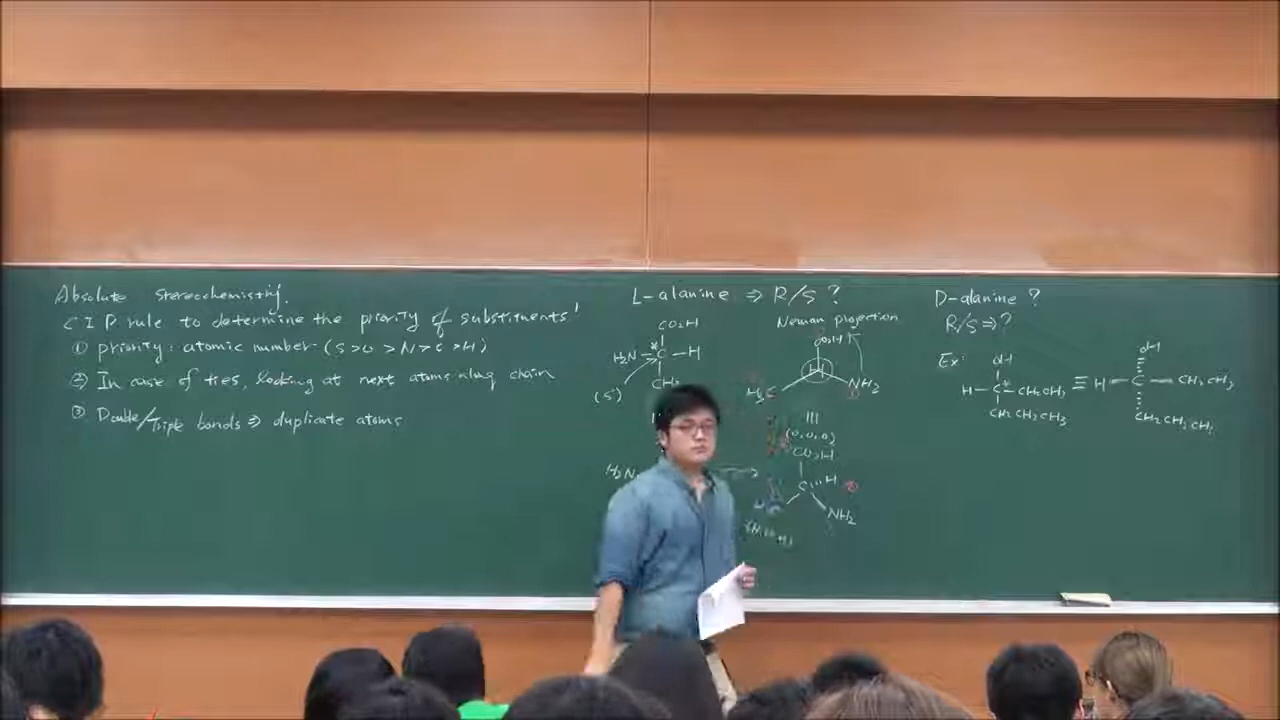 Absolute stereochemistry.
CIP rule to determine the priority of substituents'
① priority: atomic number (S>O>N>C>H)
② In case of ties, looking at next atoms along chain
③ Double/Triple bonds ⇒ duplicate atoms
L-alanine ⇒ R/S ?
CO2H
H2N C* H
CH3
(S)
H2N
Neuman projection
CO2H
H
H3C NH2
(O,O,O)
CO2H
C H
NH2
D-alanine ?
R/S ⇒ ?
Ex:
OH
H C* CH2CH3
CH2CH2CH3
≡
OH
H C CH2CH3
CH2CH2CH3